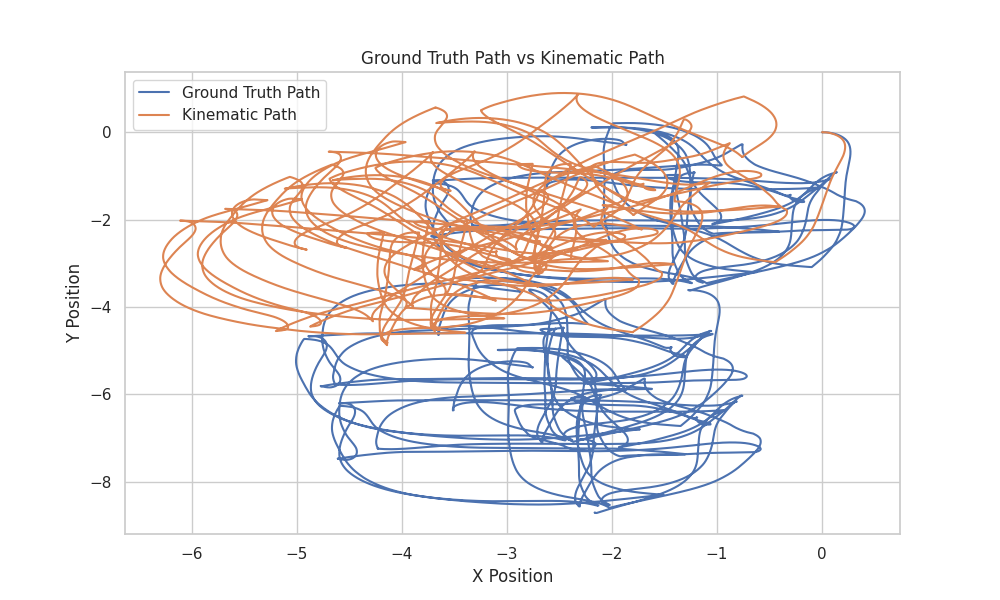 Ground Truth Path vs Kinematic Path
Ground Truth Path
Kinematic Path
Y Position
0
−2
−4
−6
−8
−6
−5
−4
−3
−2
−1
0
X Position